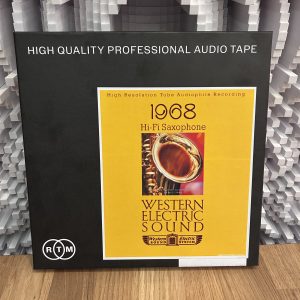 HIGH QUALITY PROFESSIONAL AUDIO TAPE
High Resolution Tube Audiophile Recording
1968
Hi-Fi Saxophone
WESTERN
ELECTRIC
SOUND
RTM